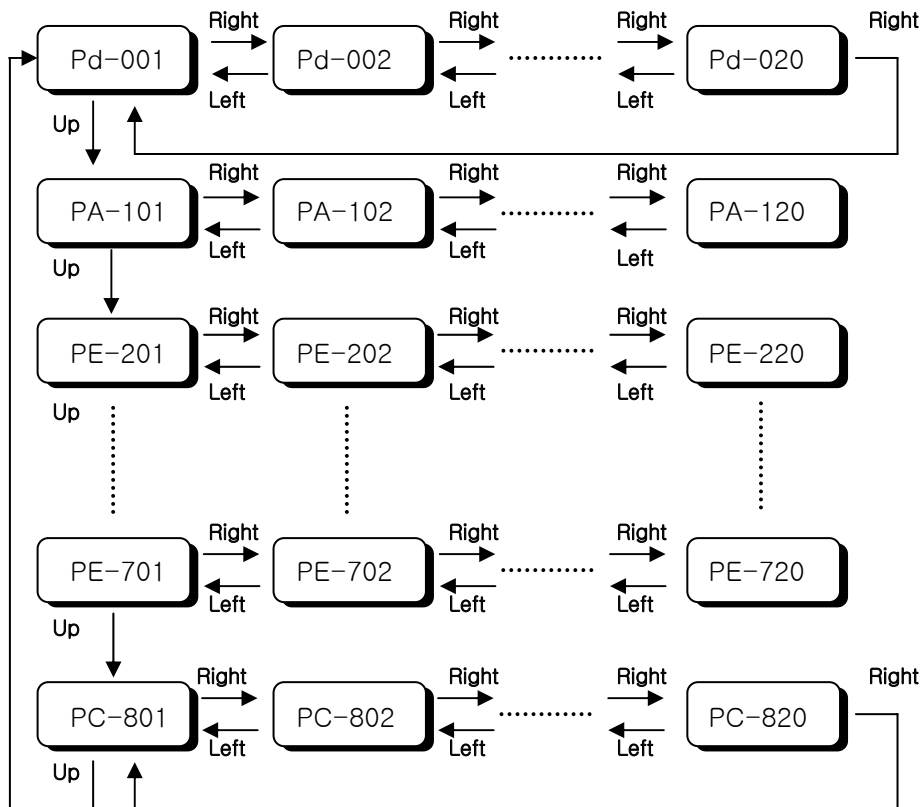 Right Right Right Right
Pd-001 Pd-002 Pd-020
Left Left Left
Up
Right Right Right
PA-101 PA-102 PA-120
Left Left Left
Up
Right Right Right
PE-201 PE-202 PE-220
Left Left Left
Up
Right Right Right
PE-701 PE-702 PE-720
Left Left Left
Up
Right Right Right Right
PC-801 PC-802 PC-820
Left Left Left
Up